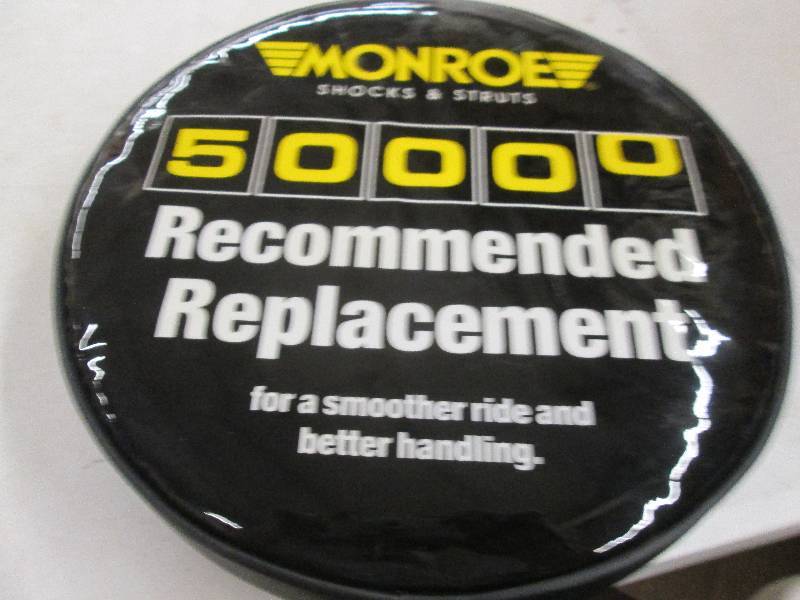 MONROE
SHOCKS & STRUTS
50000
Recommended
Replacement
for a smoother ride and
better handling.